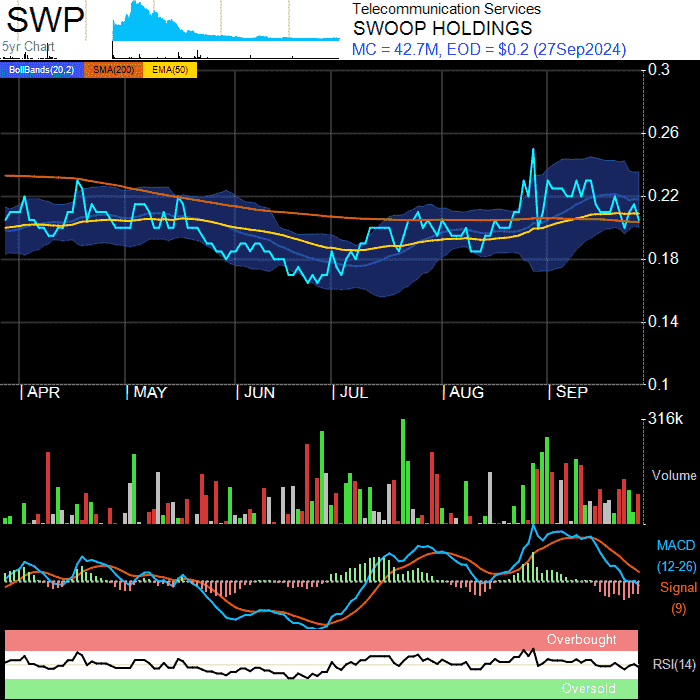 SWP
5yr Chart
Telecommunication Services
SWOOP HOLDINGS
MC = 42.7M, EOD = $0.2 (27Sep2024)
BollBands(20,2) SMA(200) EMA(50)
0.3
0.26
0.22
0.18
0.14
0.1
| APR | MAY | JUN | JUL | AUG | SEP
316k
Volume
MACD
(12-26)
Signal
(9)
Overbought
RSI(14)
Oversold